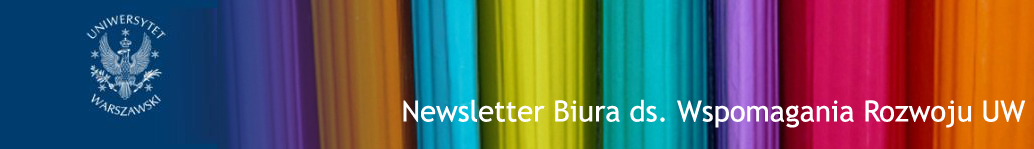 UNIWERSYTET
WARSZAWSKI
Newsletter Biura ds. Wspomagania Rozwoju UW